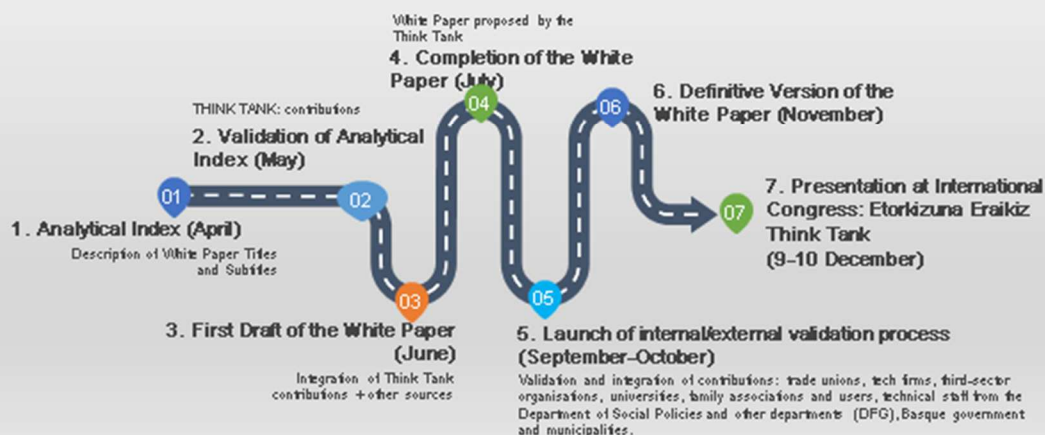 01
1. Analytical Index (April)
Description of White Paper Titles
and Subtitles
THINK TANK: contributions
2. Validation of Analytical
Index (May)
02
03
3. First Draft of the White Paper
(June)
Integration of Think Tank
contributions + other sources
White Paper proposed by the
Think Tank
4. Completion of the White
Paper (July)
04
05
5. Launch of internal/external validation process
(September-October)
Validation and integration of contributions: trade unions, tech firms, third-sector
organisations, universities, family associations and users, technical staff from the
Department of Social Policies and other departments (DFG), Basque government
and municipalities.
06
6. Definitive Version of the
White Paper (November)
07
7. Presentation at International
Congress: Etorkizuna Eraikiz
Think Tank
(9-10 December)